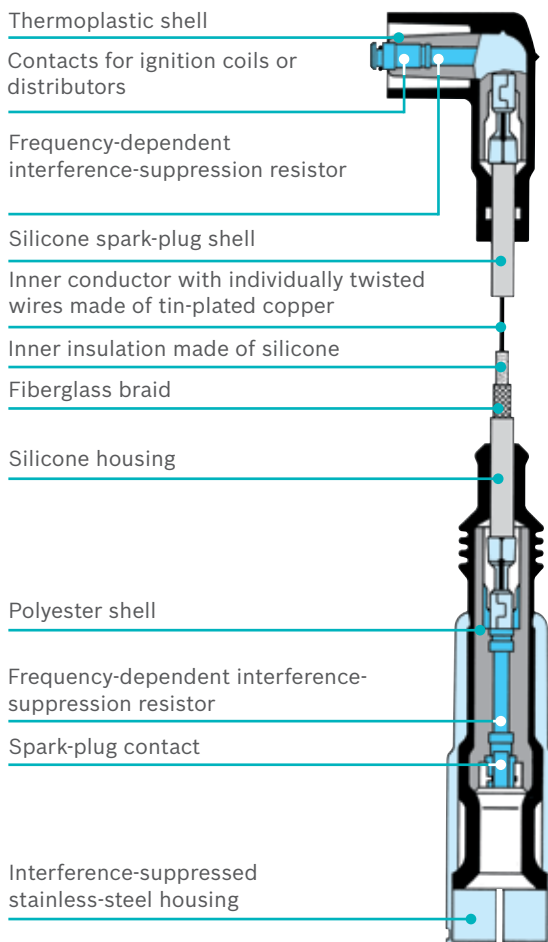 Thermoplastic shell
Contacts for ignition coils or
distributors
Frequency-dependent
interference-suppression resistor
Silicone spark-plug shell
Inner conductor with individually twisted
wires made of tin-plated copper
Inner insulation made of silicone
Fiberglass braid
Silicone housing
Polyester shell
Frequency-dependent interference-
suppression resistor
Spark-plug contact
Interference-suppressed
stainless-steel housing